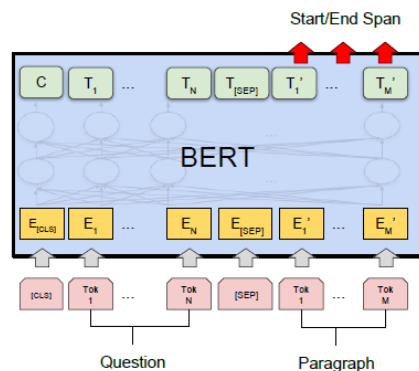 Start/End Span
C T1 ... TN T[SEP] T1' ... TM'
BERT
E[CLS] E1 ... EN E[SEP] E1' ... EM'
[CLS] Tok 1 ... Tok N [SEP] Tok 1 ... Tok M
Question Paragraph